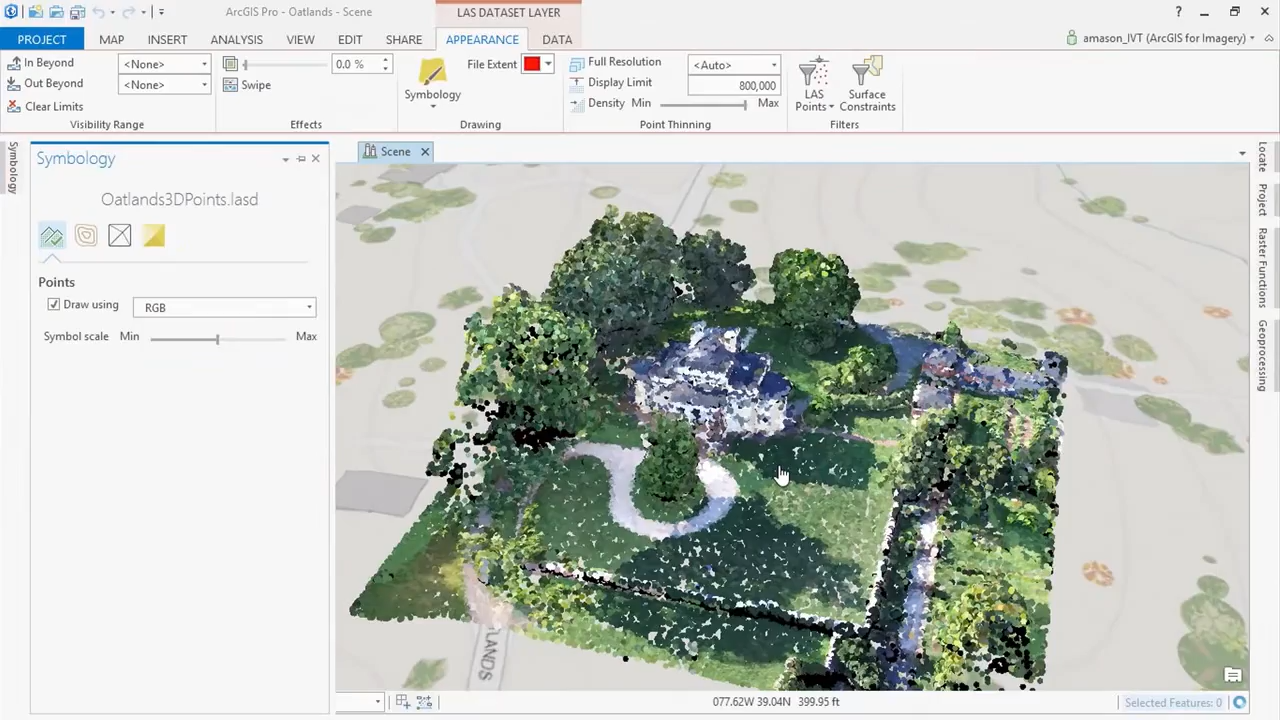 ArcGIS Pro - Oatlands - Scene
LAS DATASET LAYER
?
PROJECT
MAP
INSERT
ANALYSIS
VIEW
EDIT
SHARE
APPEARANCE
DATA
amason_IVT (ArcGIS for Imagery)
In Beyond
<None>
Out Beyond
<None>
Clear Limits
Visibility Range
0.0 %
Swipe
Effects
Symbology
File Extent
Drawing
Full Resolution
<Auto>
Display Limit
800,000
Density Min
Max
Point Thinning
LAS
Points
Surface
Constraints
Filters
Symbology
Symbology
Oatlands3DPoints.lasd
Points
Draw using
RGB
Symbol scale
Min
Max
Scene
LANDS
077.62W 39.04N
399.95 ft
Selected Features: 0
Locate
Project
Raster Functions
Geoprocessing